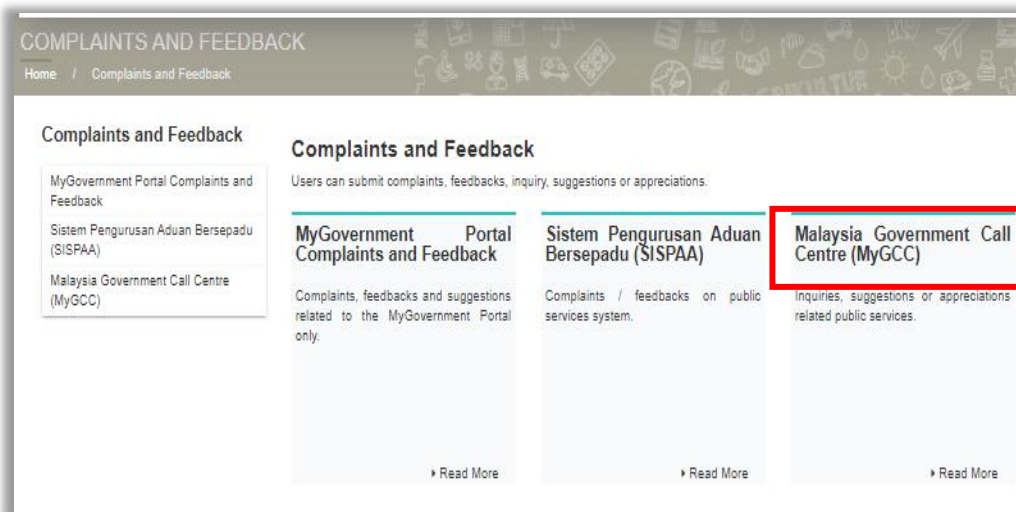 COMPLAINTS AND FEEDBACK
Home / Complaints and Feedback
Complaints and Feedback
MyGovernment Portal Complaints and
Feedback
Sistem Pengurusan Aduan Bersepadu
(SISPAA)
Malaysia Government Call Centre
(MyGCC)
Complaints and Feedback
Users can submit complaints, feedbacks, inquiry, suggestions or appreciations.
MyGovernment Portal
Complaints and Feedback
Complaints, feedbacks and suggestions
related to the MyGovernment Portal
only.
Read More
Sistem Pengurusan Aduan
Bersepadu (SISPAA)
Complaints / feedbacks on public
services system.
Read More
Malaysia Government Call
Centre (MyGCC)
Inquiries, suggestions or appreciations
related public services.
Read More